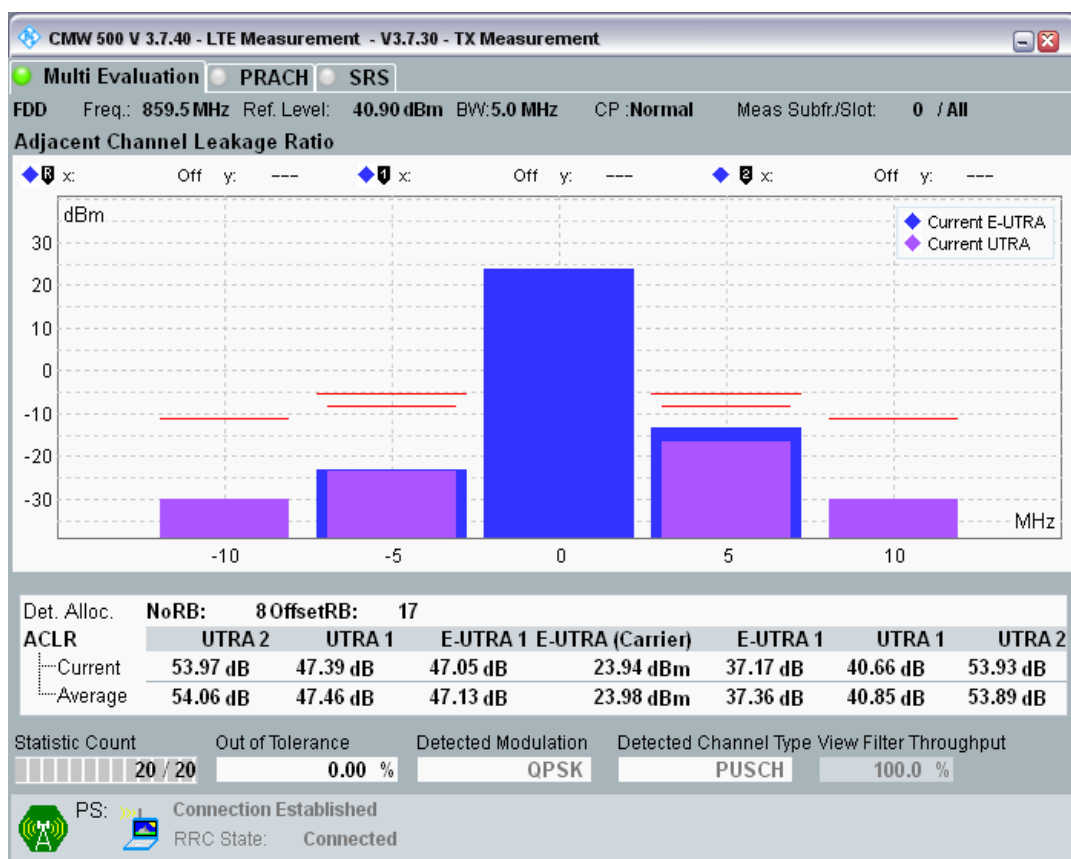 CMW 500 V 3.7.40 - LTE Measurement - V3.7.30 - TX Measurement
Multi Evaluation PRACH SRS
FDD Freq.: 859.5 MHz Ref. Level: 40.90 dBm BW:5.0 MHz CP :Normal Meas Subfr./Slot: 0 / All
Adjacent Channel Leakage Ratio
R x: Off y: --- 1 x: Off y: --- 2 x: Off y: ---
dBm
Current E-UTRA
Current UTRA
30
20
10
0
-10
-20
-30
MHz
-10 -5 0 5 10
Det. Alloc. NoRB: 8 OffsetRB: 17
ACLR UTRA 2 UTRA 1 E-UTRA 1 E-UTRA (Carrier) E-UTRA 1 UTRA 1 UTRA 2
Current 53.97 dB 47.39 dB 47.05 dB 23.94 dBm 37.17 dB 40.66 dB 53.93 dB
Average 54.06 dB 47.46 dB 47.13 dB 23.98 dBm 37.36 dB 40.85 dB 53.89 dB
Statistic Count Out of Tolerance Detected Modulation Detected Channel Type View Filter Throughput
20 / 20 0.00 % QPSK PUSCH 100.0 %
PS: Connection Established
RRC State: Connected